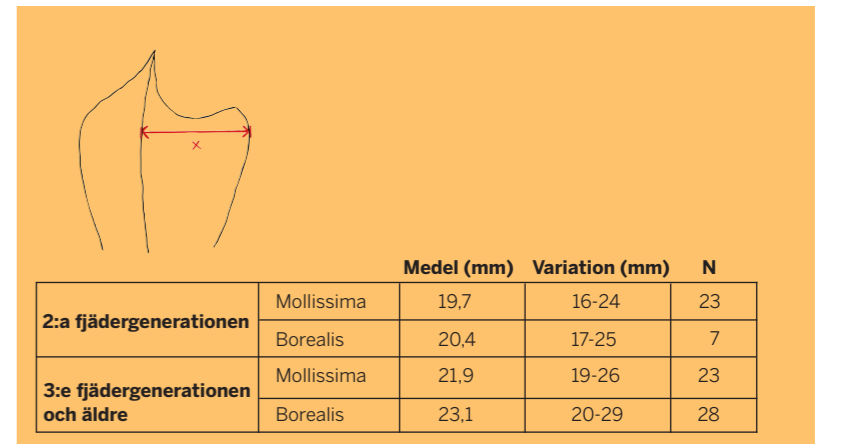 x
Medel (mm) Variation (mm) N
2:a fjädergenerationen
Mollissima 19,7 16-24 23
Borealis 20,4 17-25 7
3:e fjädergenerationen
och äldre
Mollissima 21,9 19-26 23
Borealis 23,1 20-29 28